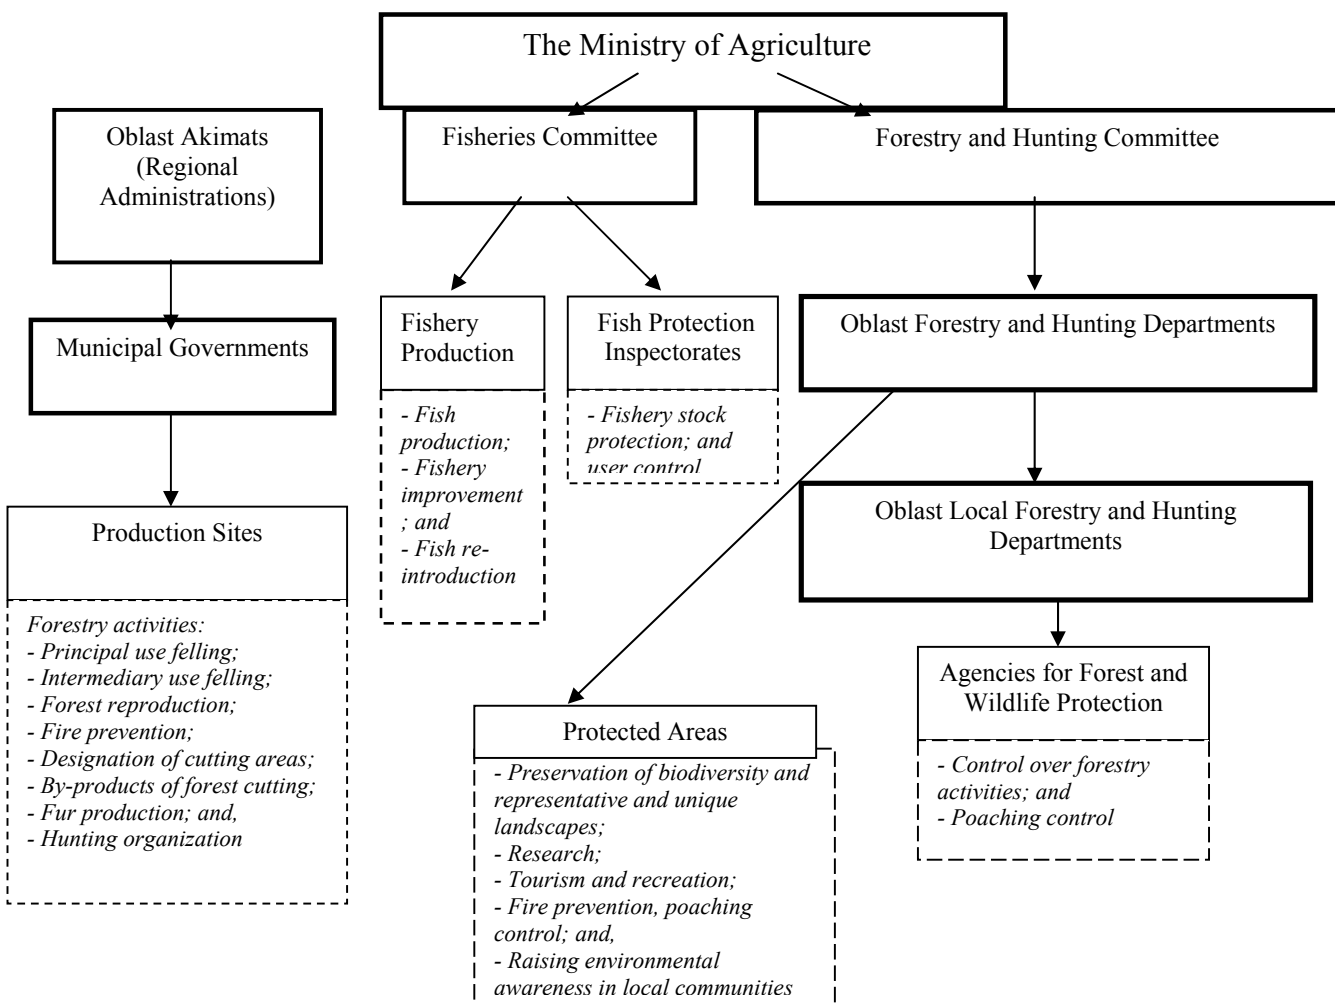 The Ministry of Agriculture
Oblast Akimats
(Regional
Administrations)
Fisheries Committee
Forestry and Hunting Committee
Municipal Governments
Fishery
Production
Fish Protection
Inspectorates
Oblast Forestry and Hunting Departments
- Fish
production;
- Fishery
improvement
; and
- Fish re-
introduction
- Fishery stock
protection; and
user control
Oblast Local Forestry and Hunting
Departments
Production Sites
Forestry activities:
- Principal use felling;
- Intermediary use felling;
- Forest reproduction;
- Fire prevention;
- Designation of cutting areas;
- By-products of forest cutting;
- Fur production; and,
- Hunting organization
Protected Areas
- Preservation of biodiversity and
representative and unique
landscapes;
- Research;
- Tourism and recreation;
- Fire prevention, poaching
control; and,
- Raising environmental
awareness in local communities
Agencies for Forest and
Wildlife Protection
- Control over forestry
activities; and
- Poaching control